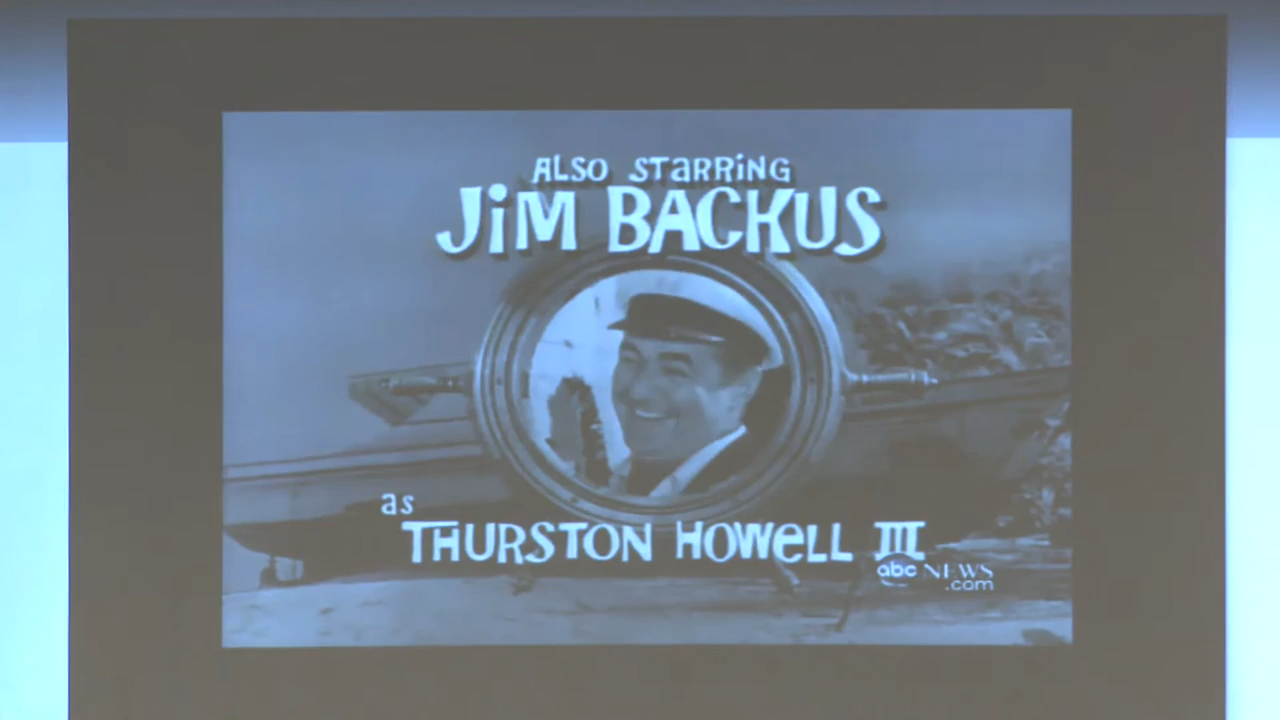 ALSO STARRiNG
JiM BACKUS
as
THURSTON HOWeLL III
abc NEWS
.com